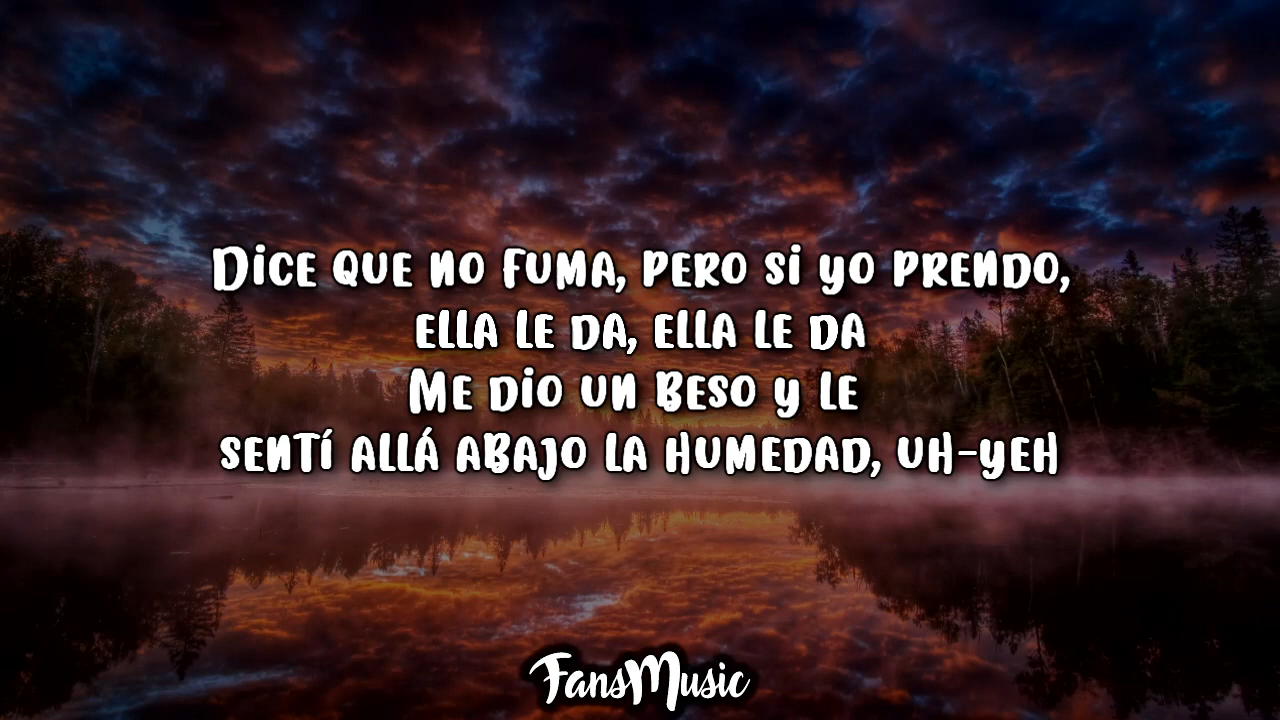 Dice que no fuma, pero si yo prendo,
ella le da, ella le da
Me dio un beso y le
sentí allá abajo la humedad, uh-yeh
FansMusic